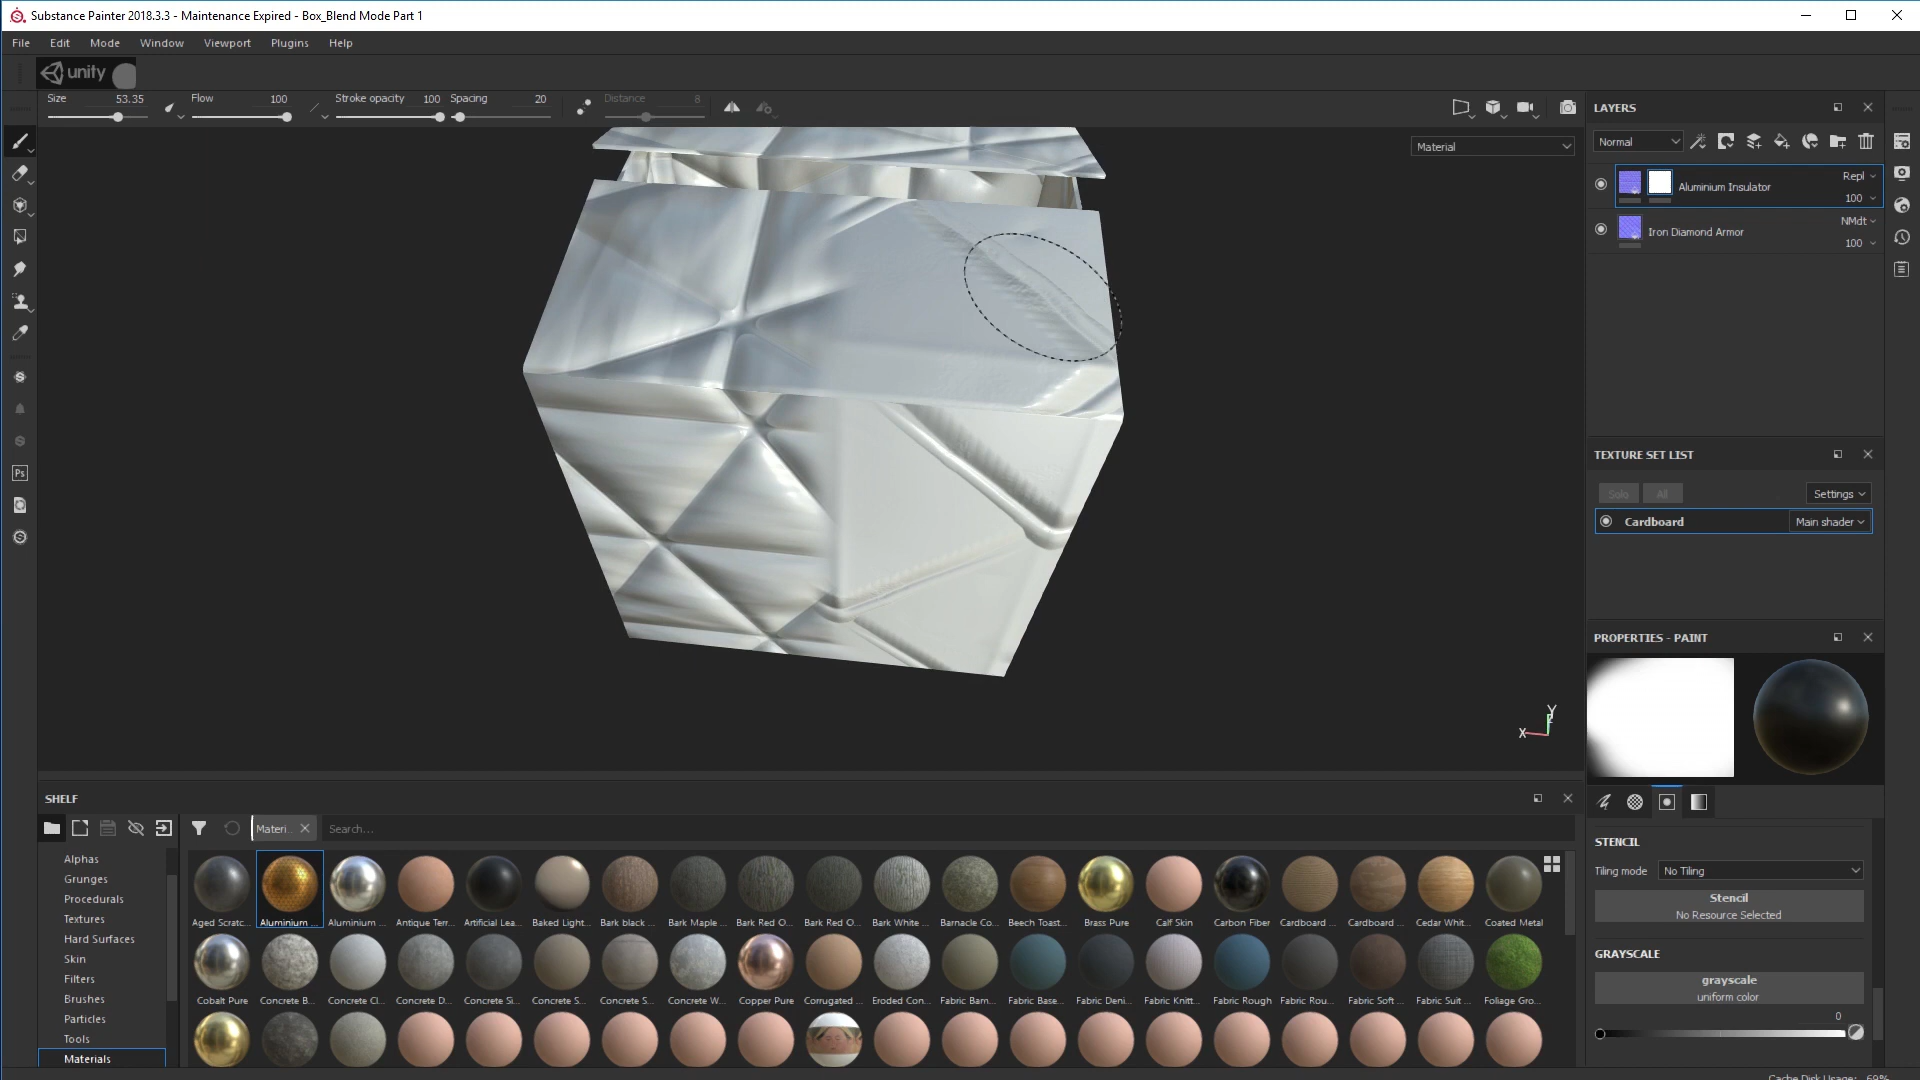 Substance Painter 2018.3.3 - Maintenance Expired - Box_Blend Mode Part 1
File Edit Mode Window Viewport Plugins Help
unity
Size 53.35 Flow 100 Stroke opacity 100 Spacing 20 Distance 8
Material
LAYERS
Normal
Aluminium Insulator Repl 100
Iron Diamond Armor NMdt 100
TEXTURE SET LIST
Solo All Settings
Cardboard Main shader
PROPERTIES - PAINT
Ps
Y
X
STENCIL
Tiling mode No Tiling
Stencil
No Resource Selected
GRAYSCALE
grayscale
uniform color
0
SHELF
Materi.. Search...
Alphas
Grunges
Procedurals
Textures
Hard Surfaces
Skin
Filters
Brushes
Particles
Tools
Materials
Aged Scratc... Aluminium ... Aluminium ... Antique Terr... Artificial Lea... Baked Light... Bark black ... Bark Maple ... Bark Red O... Bark Red O... Bark White ... Barnacle Co... Beech Toast... Brass Pure Calf Skin Carbon Fiber Cardboard ... Cardboard ... Cedar Whit... Coated Metal
Cobalt Pure Concrete B... Concrete Cl... Concrete D... Concrete Si... Concrete S... Concrete S... Concrete W... Copper Pure Corrugated ... Eroded Con... Fabric Barn... Fabric Base... Fabric Deni... Fabric Knitt... Fabric Rough Fabric Rou... Fabric Soft ... Fabric Suit ... Foliage Gro...
Cache Disk Usage: 69%